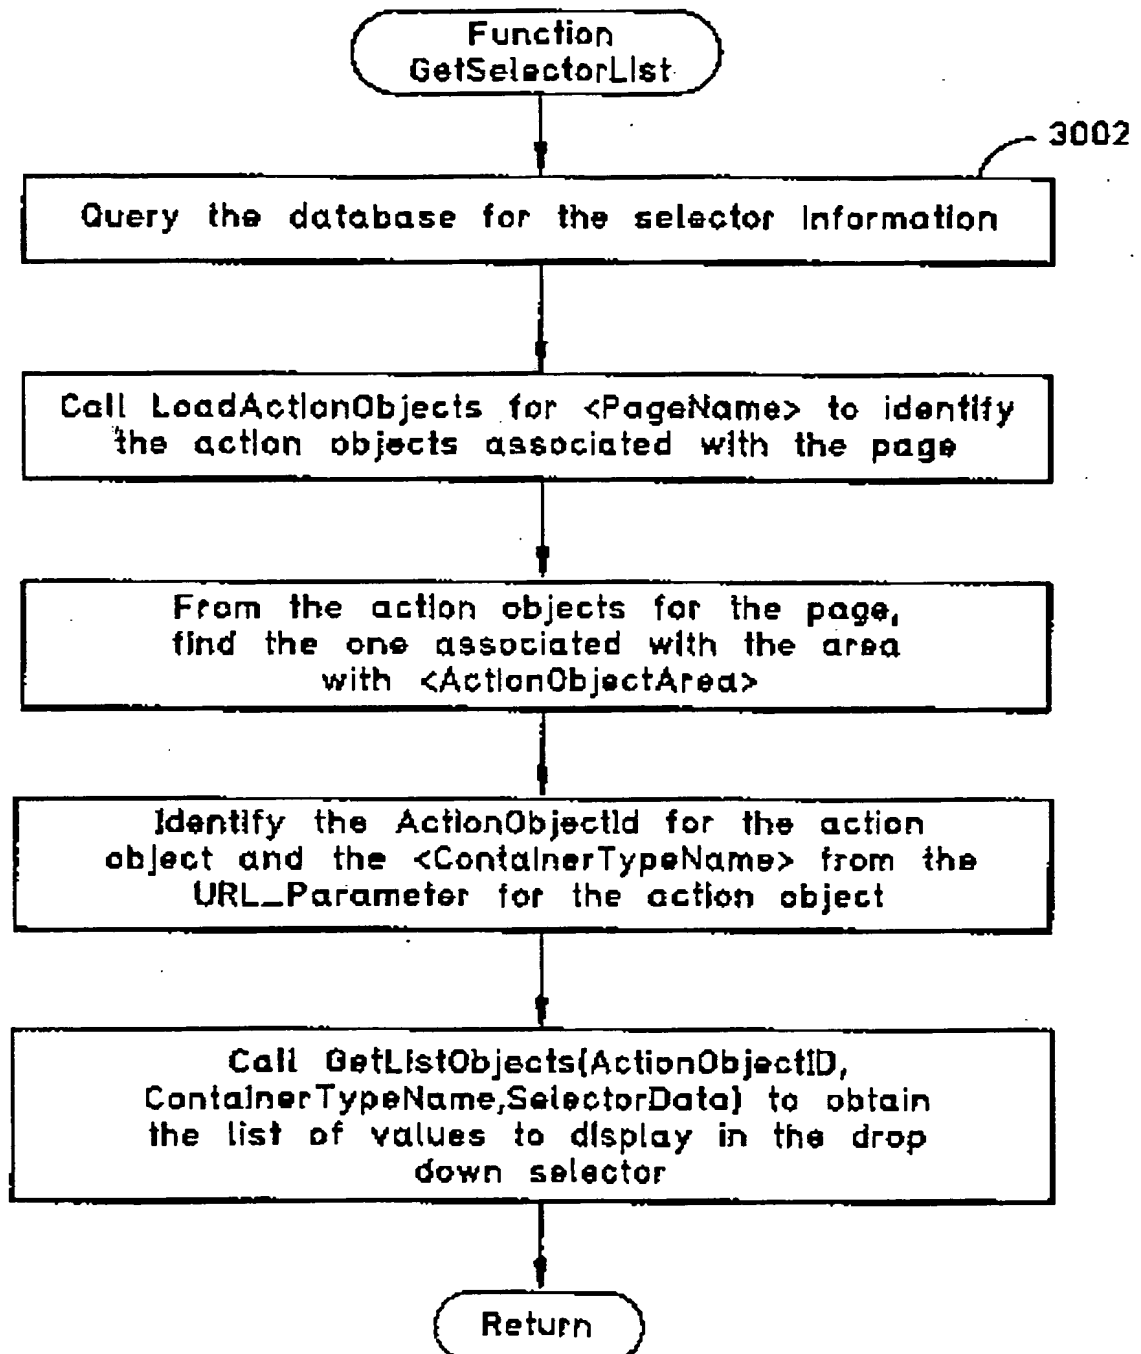 Function
GetSelectorList
3002
Query the database for the selector information
Call LoadActionObjects for <PageName> to identify
the action objects associated with the page
From the action objects for the page,
find the one associated with the area
with <ActionObjectArea>
Identify the ActionObjectId for the action
object and the <ContainerTypeName> from the
URL_Parameter for the action object
Call GetListObjects(ActionObjectID,
ContainerTypeName,SelectorData) to obtain
the list of values to display in the drop
down selector
Return